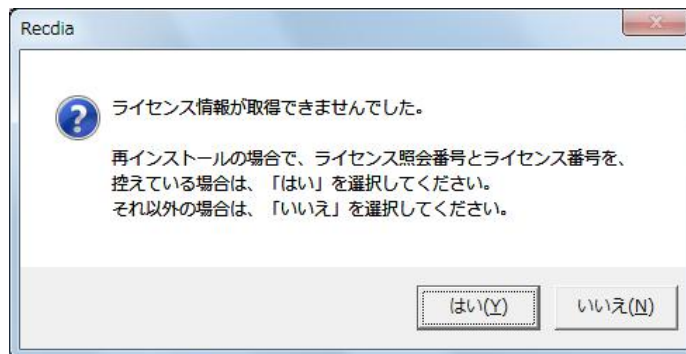 Recdia
ライセンス情報が取得できませんでした。
再インストールの場合で、ライセンス照会番号とライセンス番号を、
控えている場合は、「はい」を選択してください。
それ以外の場合は、「いいえ」を選択してください。
はい(Y)
いいえ(N)